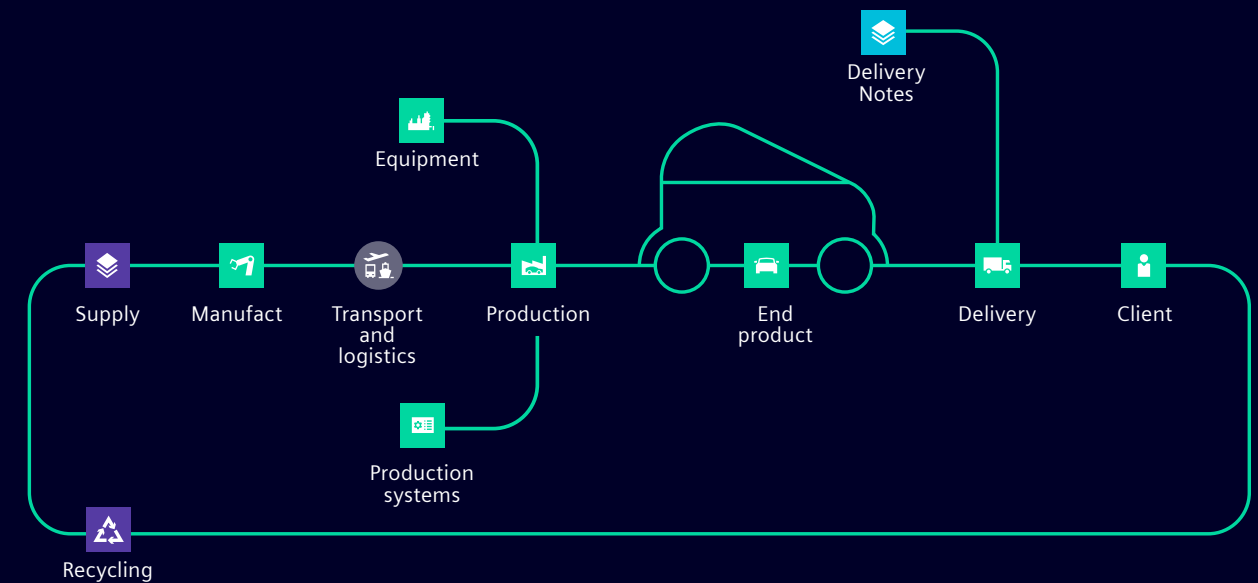 Delivery
Notes
Equipment
Supply
Manufact
Transport
and
logistics
Production
End
product
Delivery
Client
Production
systems
Recycling